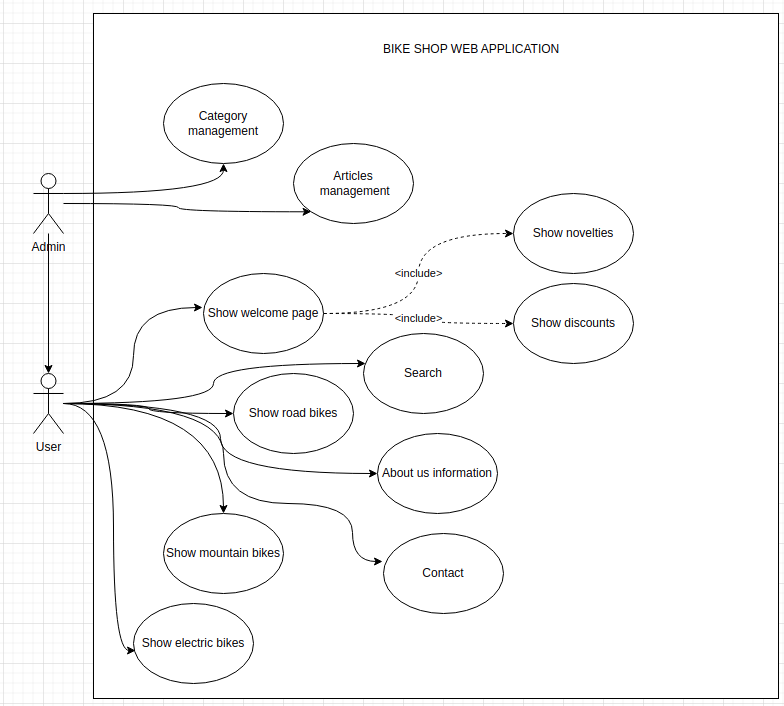 BIKE SHOP WEB APPLICATION
Category
management
Articles
management
Admin
Show novelties
<include>
Show welcome page
<include>
Show discounts
Search
Show road bikes
User
About us information
Show mountain bikes
Contact
Show electric bikes